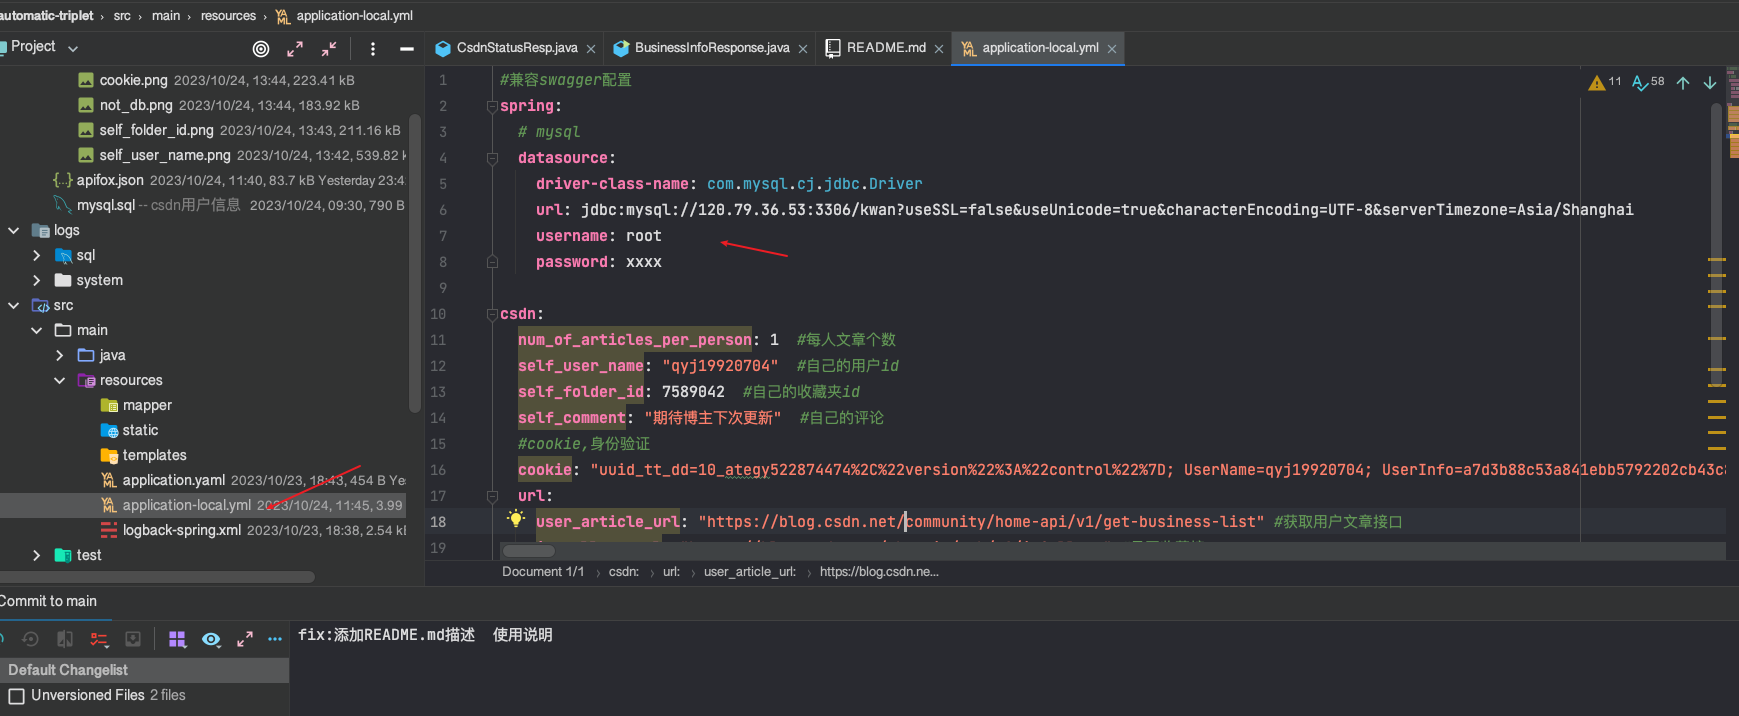 automatic-triplet › src › main › resources › application-local.yml
Project
CsdnStatusResp.java
BusinessInfoResponse.java
README.md
application-local.yml
cookie.png 2023/10/24, 13:44, 223.41 kB
not_db.png 2023/10/24, 13:44, 183.92 kB
self_folder_id.png 2023/10/24, 13:43, 211.16 kB
self_user_name.png 2023/10/24, 13:42, 539.82 k
apifox.json 2023/10/24, 11:40, 83.7 kB Yesterday 23:4
mysql.sql -- csdn用户信息 2023/10/24, 09:30, 790 B
logs
sql
system
src
main
java
resources
mapper
static
templates
application.yaml 2023/10/23, 18:43, 454 B Ye
application-local.yml 2023/10/24, 11:45, 3.99
logback-spring.xml 2023/10/23, 18:38, 2.54 k
test
11 58
1 #兼容swagger配置
2 spring:
3 # mysql
4 datasource:
5 driver-class-name: com.mysql.cj.jdbc.Driver
6 url: jdbc:mysql://120.79.36.53:3306/kwan?useSSL=false&useUnicode=true&characterEncoding=UTF-8&serverTimezone=Asia/Shanghai
7 username: root
8 password: xxxx
9
10 csdn:
11 num_of_articles_per_person: 1 #每人文章个数
12 self_user_name: "qyj19920704" #自己的用户id
13 self_folder_id: 7589042 #自己的收藏夹id
14 self_comment: "期待博主下次更新" #自己的评论
15 #cookie,身份验证
16 cookie: "uuid_tt_dd=10_ategy522874474%2C%22version%22%3A%22control%22%7D; UserName=qyj19920704; UserInfo=a7d3b88c53a841ebb5792202cb43c
17 url:
18 user_article_url: "https://blog.csdn.net/community/home-api/v1/get-business-list" #获取用户文章接口
19
Document 1/1 › csdn: › url: › user_article_url: › https://blog.csdn.ne...
Commit to main
fix:添加README.md描述 使用说明
Default Changelist
Unversioned Files 2 files